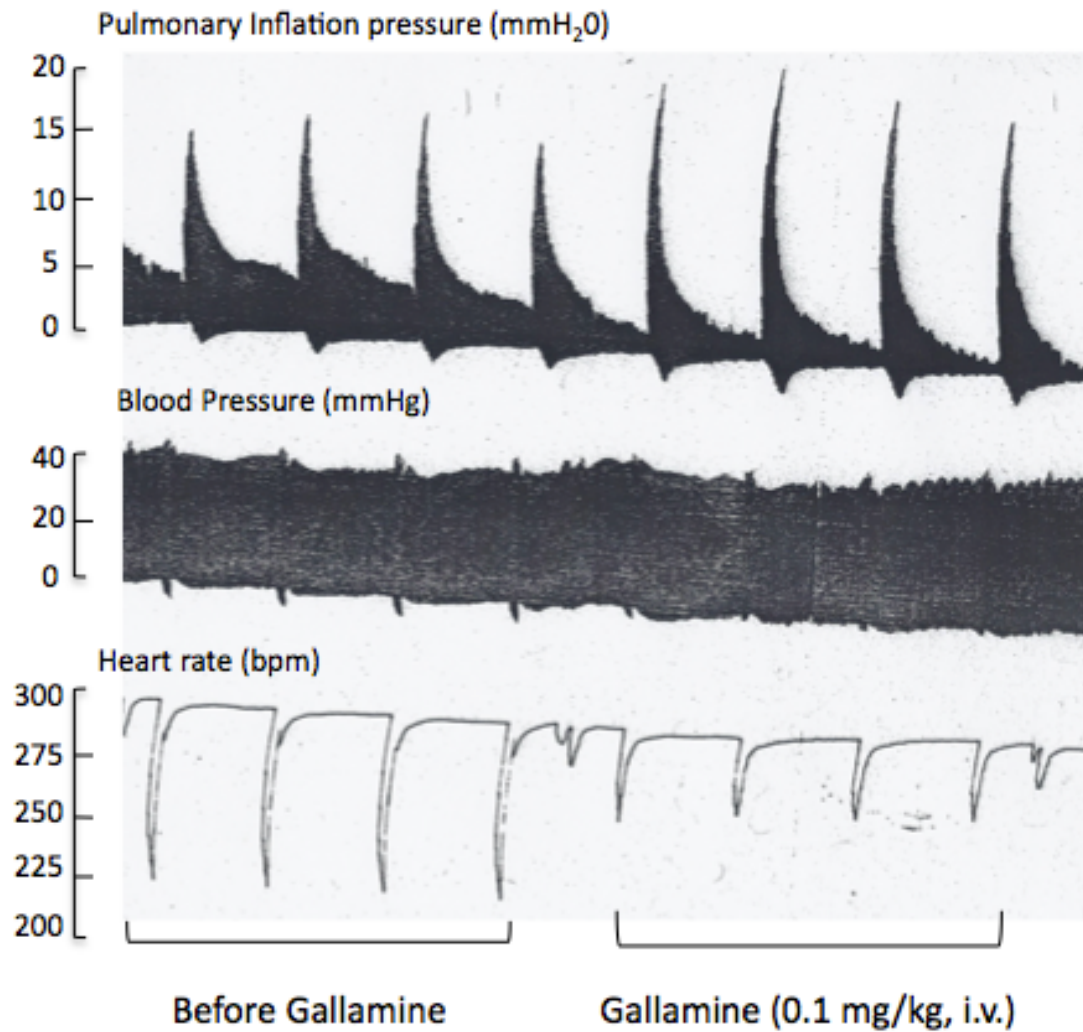 Pulmonary Inflation pressure (mmH₂0)
20
15
10
5
0
Blood Pressure (mmHg)
40
20
0
Heart rate (bpm)
300
275
250
225
200
Before Gallamine
Gallamine (0.1 mg/kg, i.v.)